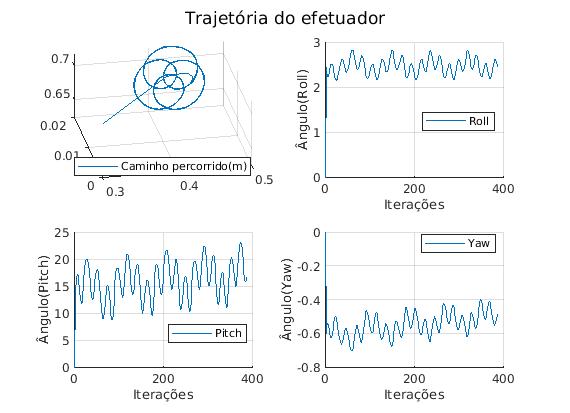 Trajetória do efetuador
0.7
0.65
0.02
0.01
0
0.3
0.4
0.5
Caminho percorrido(m)
3
2
1
0
Ângulo(Roll)
Roll
0
200
400
Iterações
25
20
15
10
5
0
Ângulo(Pitch)
Pitch
0
200
400
Iterações
0
-0.2
-0.4
-0.6
-0.8
Ângulo(Yaw)
Yaw
0
200
400
Iterações